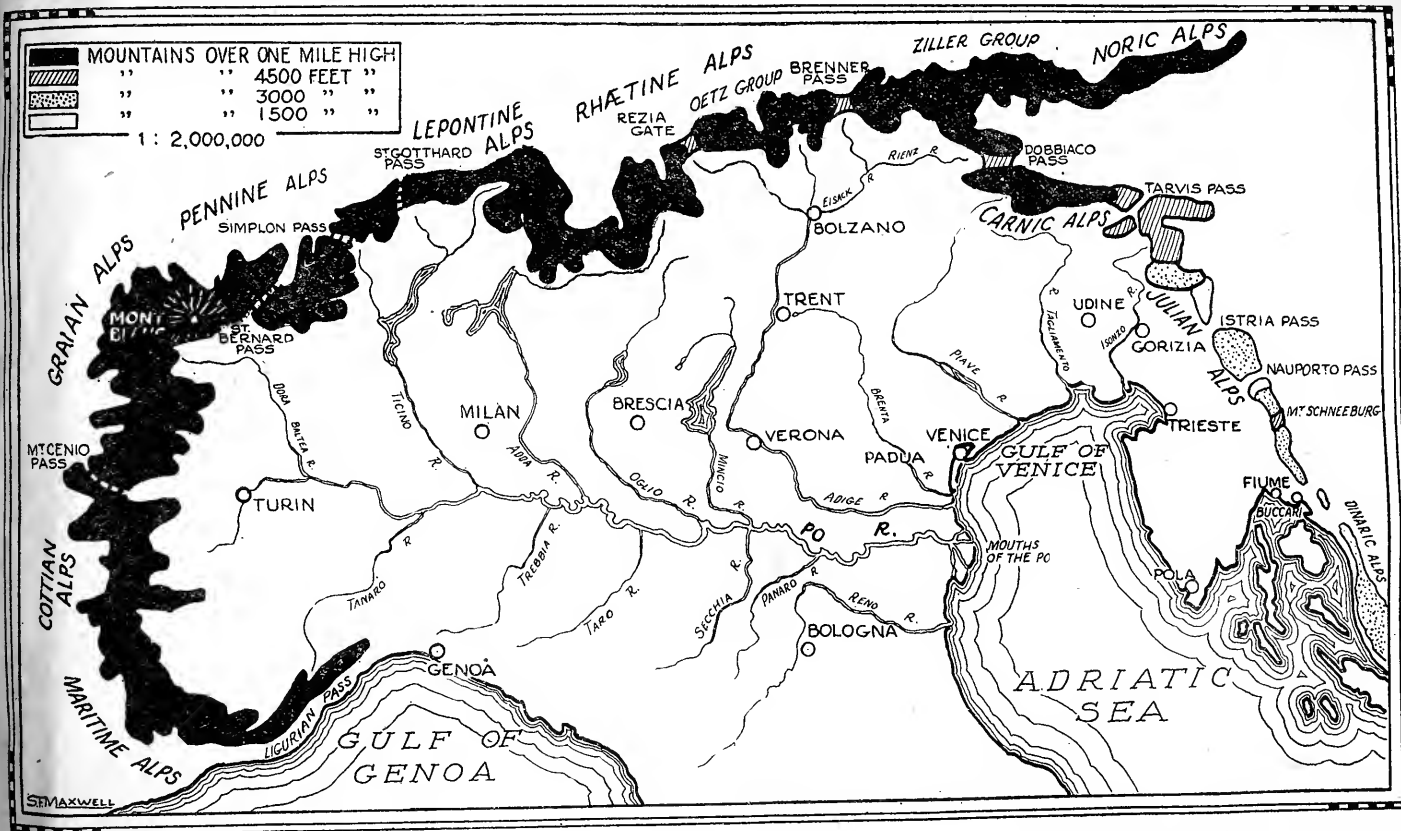 MOUNTAINS OVER ONE MILE HIGH
" " 4500 FEET "
" " 3000 " "
" " 1500 " "
1 : 2,000,000
GRAIAN ALPS
PENNINE ALPS
LEPONTINE ALPS
RHÆTINE ALPS
OETZ GROUP
ZILLER GROUP
NORIC ALPS
BRENNER
PASS
REZIA
GATE
ST GOTTHARD
PASS
SIMPLON PASS
MONT
BLANC
ST.
BERNARD
PASS
DOBBIACO
PASS
TARVIS PASS
CARNIC ALPS
JULIAN
ALPS
ISTRIA PASS
NAUPORTO PASS
MT SCHNEEBURG
EISACK R
RIENZ R
BOLZANO
TRENT
UDINE
GORIZIA
TRIESTE
R TAGLIAMENTO
ISONZO R.
PIAVE R.
BRENTA R
MT CENIO
PASS
DORA
BALTEA R.
TICINO R.
MILAN
ADDA R.
BRESCIA
OGLIO R.
MINCIO R.
VERONA
PADUA
VENICE
ADIGE R
GULF OF
VENICE
TURIN
PO R.
MOUTHS
OF THE PO
FIUME
BUCCARI
DINARIC ALPS
POLA
COTTIAN
ALPS
TANARO R
TREBBIA R.
TARO R.
SECCHIA R.
PANARO R
RENO R.
BOLOGNA
GENOA
MARITIME ALPS
LIGURIAN PASS
GULF OF
GENOA
ADRIATIC
SEA
S.F. MAXWELL